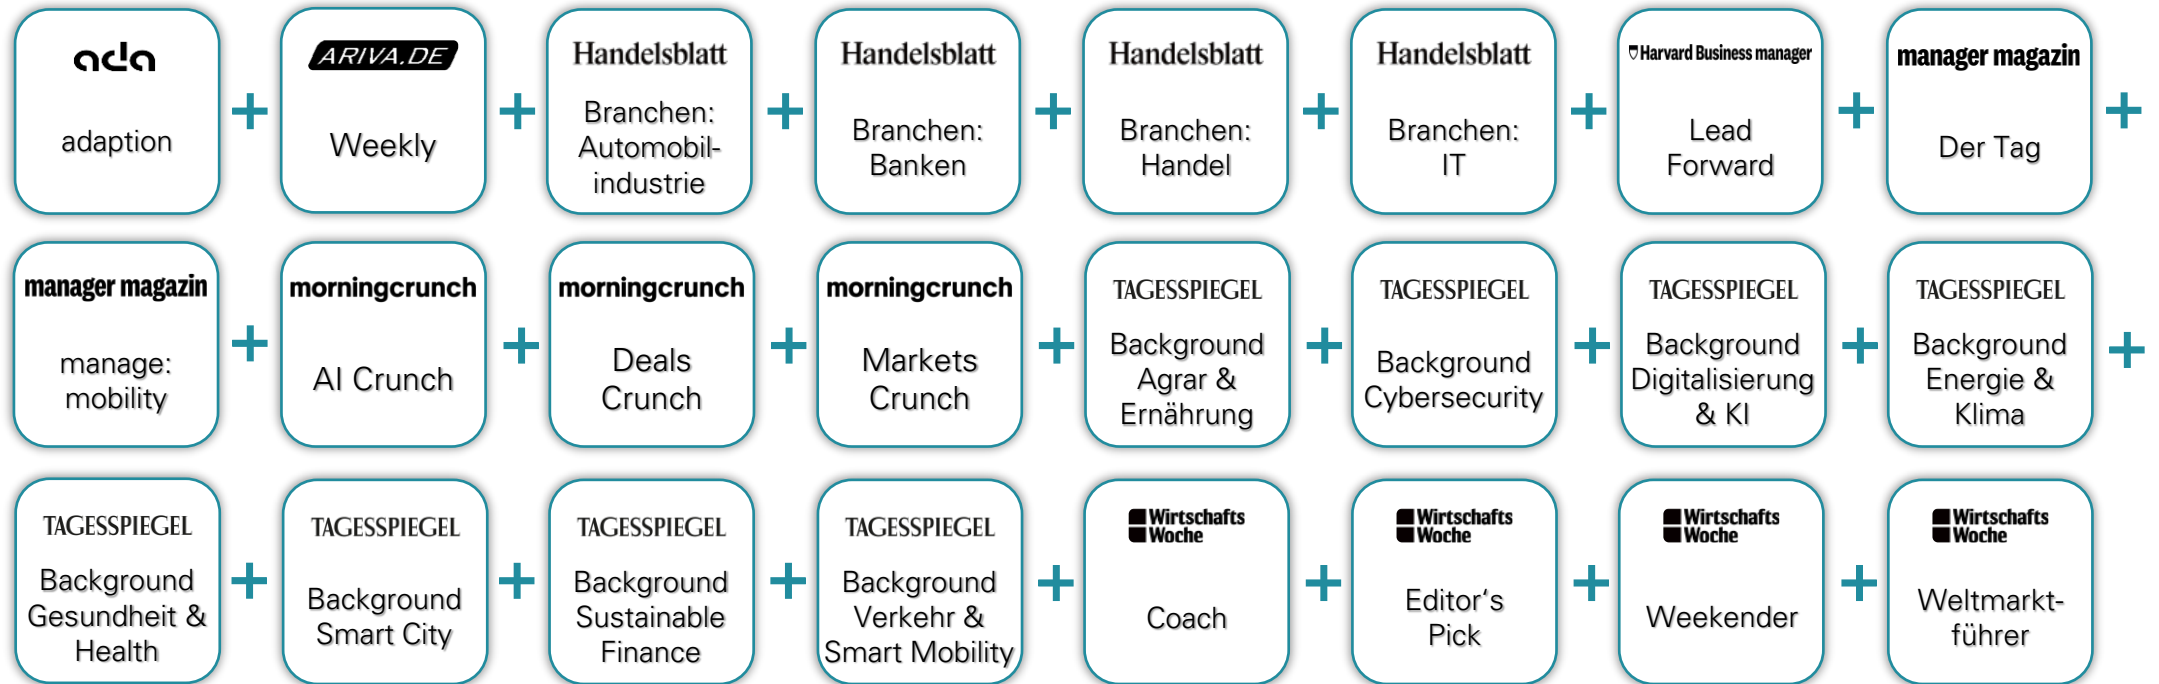 ada
adaption
+
ARIVA.DE
Weekly
+
Handelsblatt
Branchen:
Automobil-
industrie
+
Handelsblatt
Branchen:
Banken
+
Handelsblatt
Branchen:
Handel
+
Handelsblatt
Branchen:
IT
+
Harvard Business manager
Lead
Forward
+
manager magazin
Der Tag
+
manager magazin
manage:
mobility
+
morningcrunch
AI Crunch
+
morningcrunch
Deals
Crunch
+
morningcrunch
Markets
Crunch
+
TAGESSPIEGEL
Background
Agrar &
Ernährung
+
TAGESSPIEGEL
Background
Cybersecurity
+
TAGESSPIEGEL
Background
Digitalisierung
& KI
+
TAGESSPIEGEL
Background
Energie &
Klima
+
TAGESSPIEGEL
Background
Gesundheit &
Health
+
TAGESSPIEGEL
Background
Smart City
+
TAGESSPIEGEL
Background
Sustainable
Finance
+
TAGESSPIEGEL
Background
Verkehr &
Smart Mobility
+
Wirtschafts
Woche
Coach
+
Wirtschafts
Woche
Editor‘s
Pick
+
Wirtschafts
Woche
Weekender
+
Wirtschafts
Woche
Weltmarkt-
führer